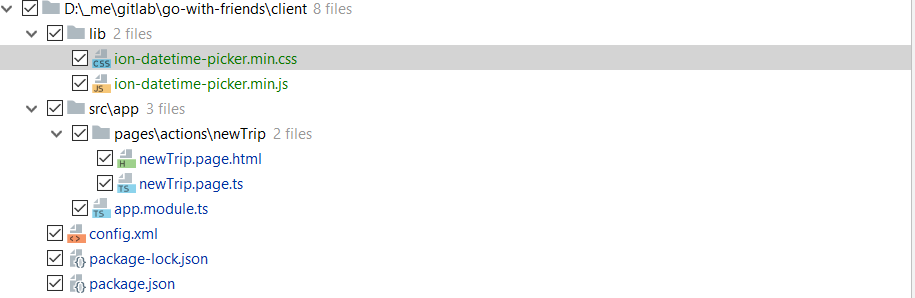 D:\_me\gitlab\go-with-friends\client 8 files
lib 2 files
CSS ion-datetime-picker.min.css
JS ion-datetime-picker.min.js
src\app 3 files
pages\actions\newTrip 2 files
H newTrip.page.html
TS newTrip.page.ts
TS app.module.ts
<> config.xml
{} package-lock.json
{} package.json